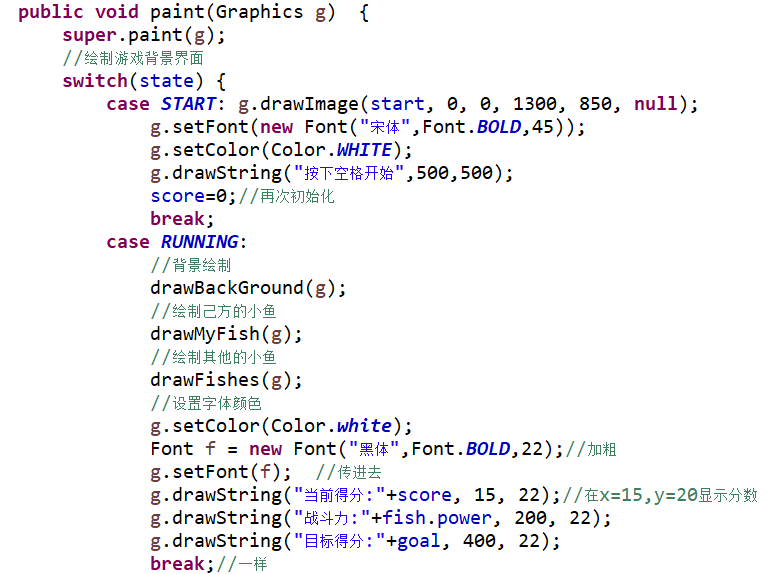 public void paint(Graphics g)  {
    super.paint(g);
    //绘制游戏背景界面
    switch(state) {
        case START: g.drawImage(start, 0, 0, 1300, 850, null);
            g.setFont(new Font("宋体",Font.BOLD,45));
            g.setColor(Color.WHITE);
            g.drawString("按下空格开始",500,500);
            score=0;//再次初始化
            break;
        case RUNNING:
            //背景绘制
            drawBackGround(g);
            //绘制己方的小鱼
            drawMyFish(g);
            //绘制其他的小鱼
            drawFishes(g);
            //设置字体颜色
            g.setColor(Color.white);
            Font f = new Font("黑体",Font.BOLD,22);//加粗
            g.setFont(f);  //传进去
            g.drawString("当前得分:"+score, 15, 22);//在x=15,y=20显示分数
            g.drawString("战斗力:"+fish.power, 200, 22);
            g.drawString("目标得分:"+goal, 400, 22);
            break;//一样